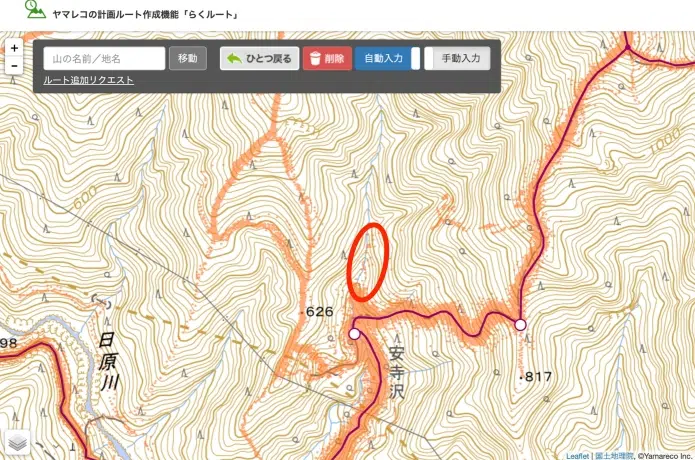 ヤマレコの計画ルート作成機能「らくルート」
+
−
山の名前／地名
移動
ひとつ戻る
削除
自動入力
手動入力
ルート追加リクエスト
1000
600
626
98
日原川
安寺沢
817
Leaflet | 国土地理院, ©Yamareco Inc.